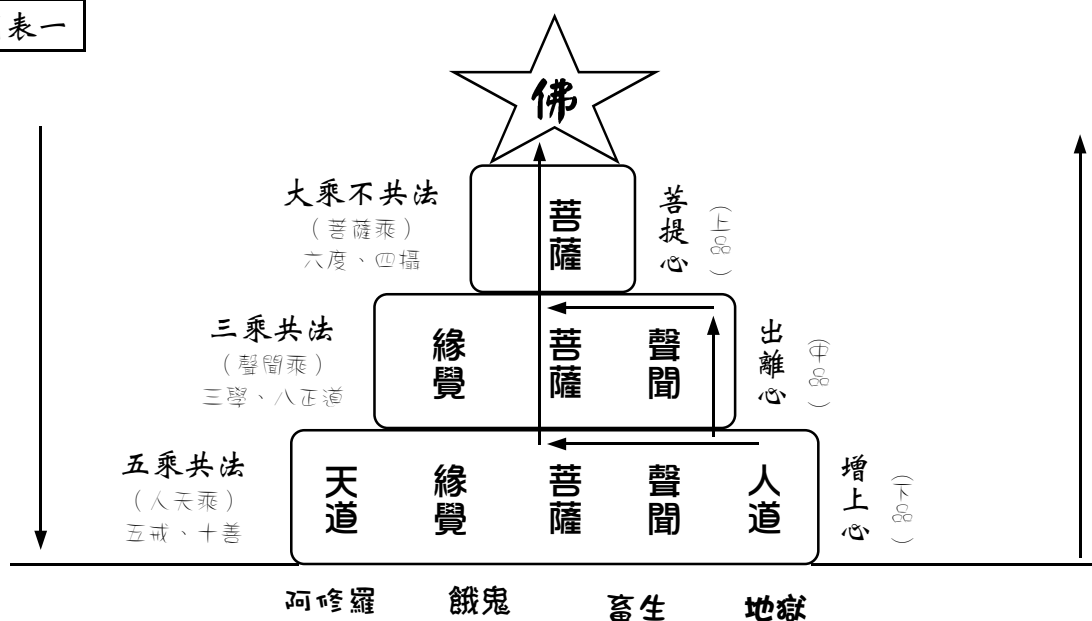 表一
佛
大乘不共法
（菩薩乘）
六度、四攝
菩薩
菩提心
（上品）
三乘共法
（聲聞乘）
三學、八正道
緣覺
菩薩
聲聞
出離心
（中品）
五乘共法
（人天乘）
五戒、十善
天道
緣覺
菩薩
聲聞
人道
增上心
（下品）
阿修羅
餓鬼
畜生
地獄